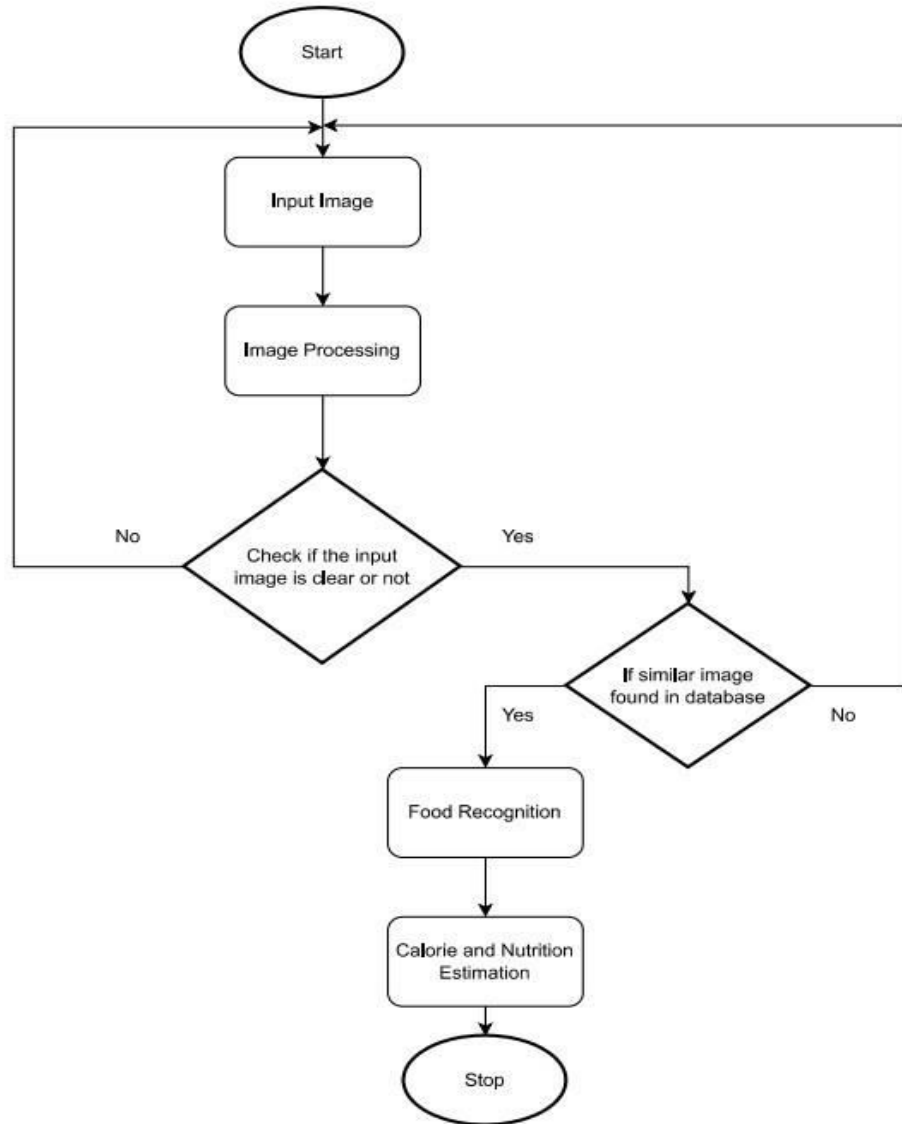 Start
Input Image
Image Processing
No
Yes
Check if the input
image is clear or not
If similar image
found in database
Yes
No
Food Recognition
Calorie and Nutrition
Estimation
Stop